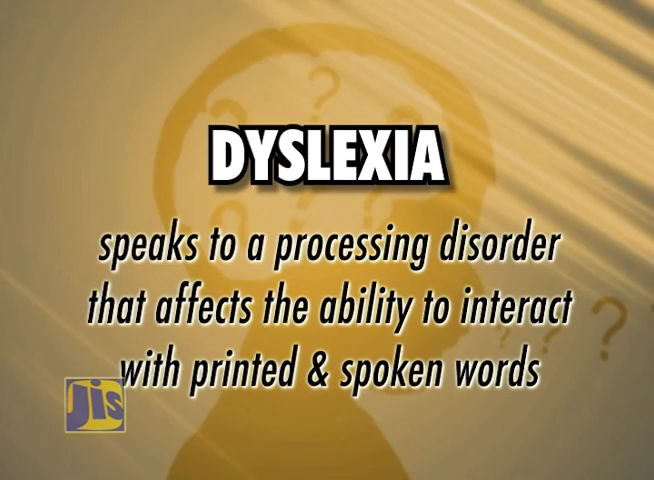 DYSLEXIA
speaks to a processing disorder
that affects the ability to interact
with printed & spoken words
jis